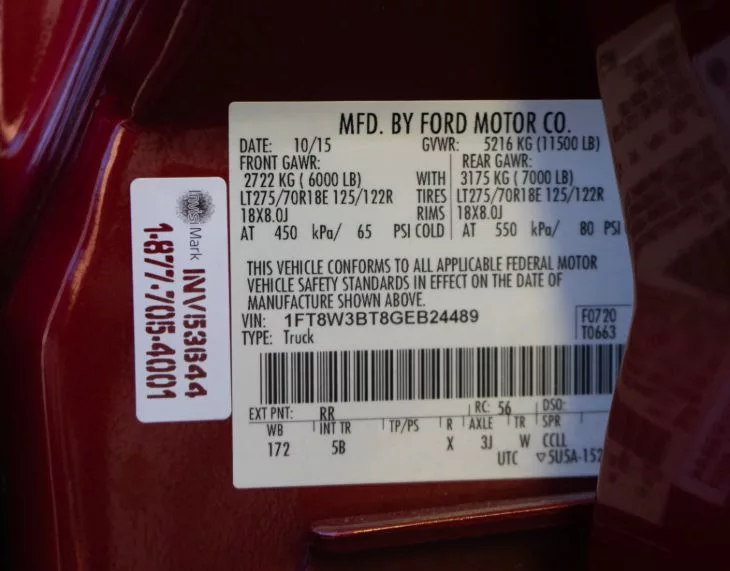 MFD. BY FORD MOTOR CO.
DATE: 10/15 GVWR: 5216 KG (11500 LB)
FRONT GAWR: REAR GAWR:
2722 KG ( 6000 LB) WITH 3175 KG ( 7000 LB)
LT275/70R18E 125/122R TIRES LT275/70R18E 125/122R
18X8.0J RIMS 18X8.0J
AT 450 kPa/ 65 PSI COLD AT 550 kPa/ 80 PSI
THIS VEHICLE CONFORMS TO ALL APPLICABLE FEDERAL MOTOR
VEHICLE SAFETY STANDARDS IN EFFECT ON THE DATE OF
MANUFACTURE SHOWN ABOVE.
VIN: 1FT8W3BT8GEB24489 F0720
TYPE: Truck T0663
EXT PNT: RR RC: 56 DSO:
WB INT TR TP/PS R AXLE TR SPR
172 5B X 3J W CCLL
UTC ▽5U5A-152
Mark
INV!53644
1-877-705-4001